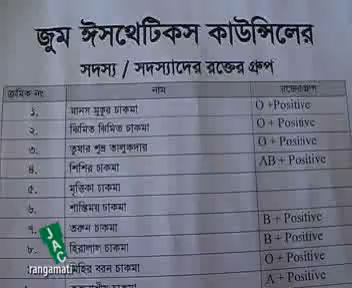 জুম ঈসথেটিকস কাউন্সিলের
সদস্য / সদস্যাদের রক্তের গ্রুপ
ক্রমিক নং নাম রক্তের গ্রুপ
১. মানস মুকুর চাকমা O +Positive
২. ঝিমিত ঝিমিত চাকমা O + Positive
৩. তুষার শুভ্র তালুকদার O + Positive
৪. শিশির চাকমা AB + Positive
৫. মৃত্তিকা চাকমা
৬. শান্তিময় চাকমা
৭. তরুন চাকমা B + Positive
৮. হিরালাল চাকমা B + Positive
মিহির বরন চাকমা O + Positive
A + Positive
JAC
rangamati